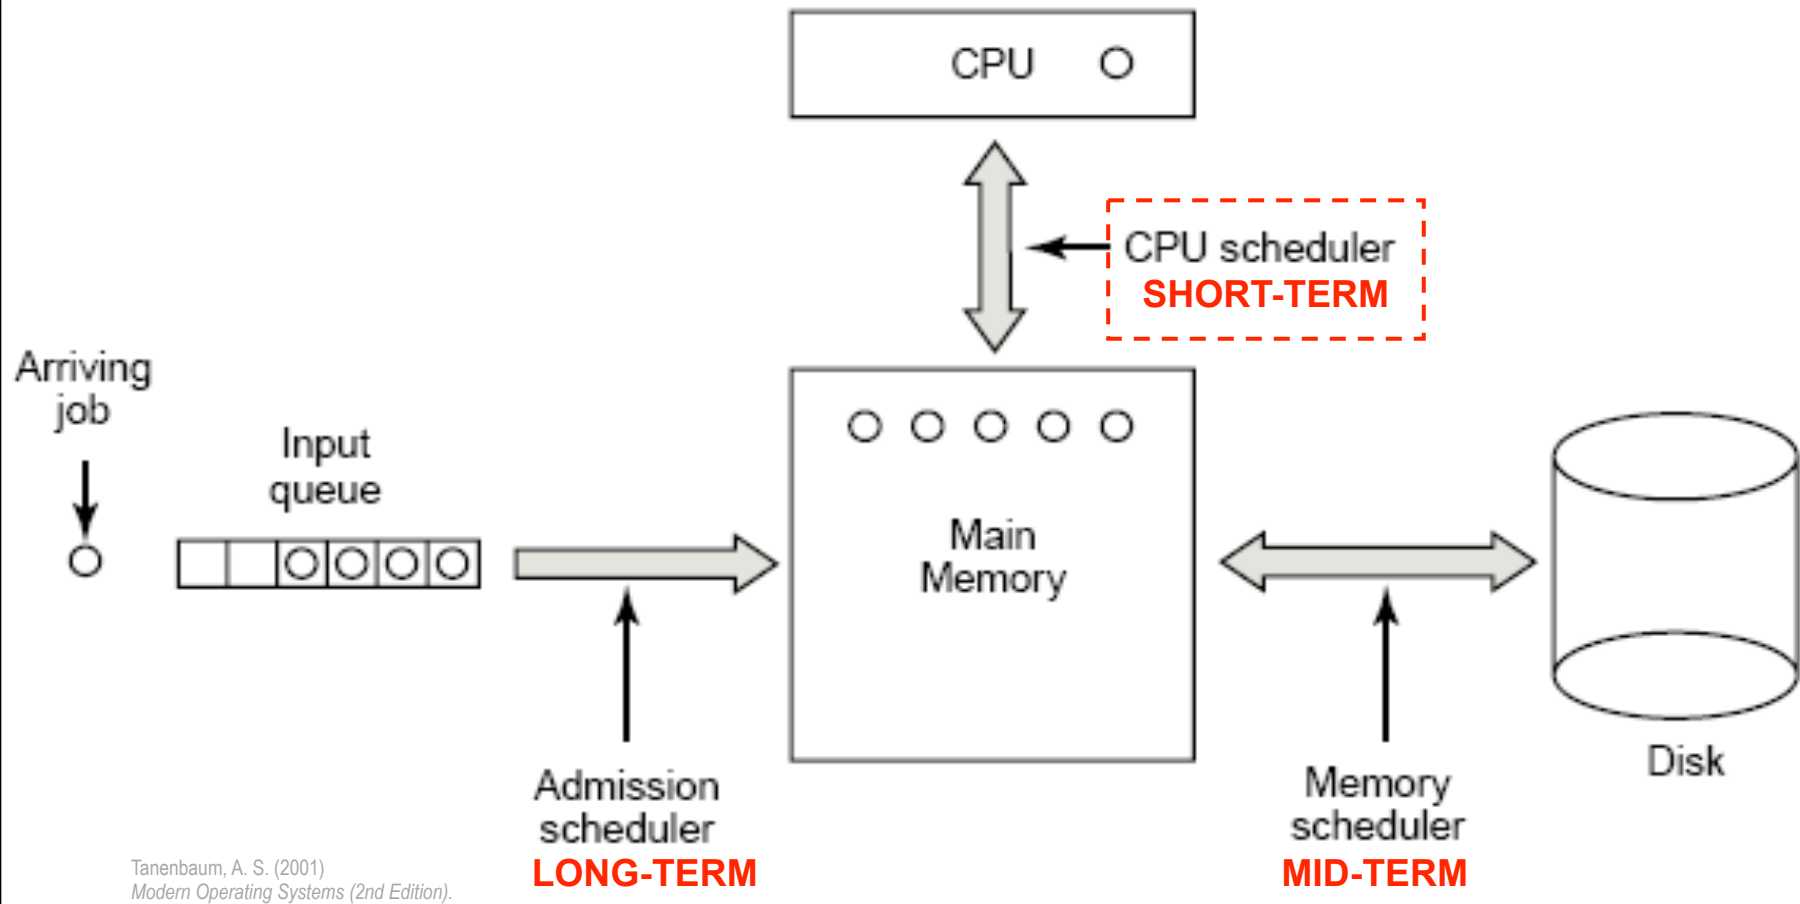 CPU
CPU scheduler
SHORT-TERM
Arriving
job
Input
queue
Main
Memory
Admission
scheduler
LONG-TERM
Memory
scheduler
MID-TERM
Disk
Tanenbaum, A. S. (2001)
Modern Operating Systems (2nd Edition).